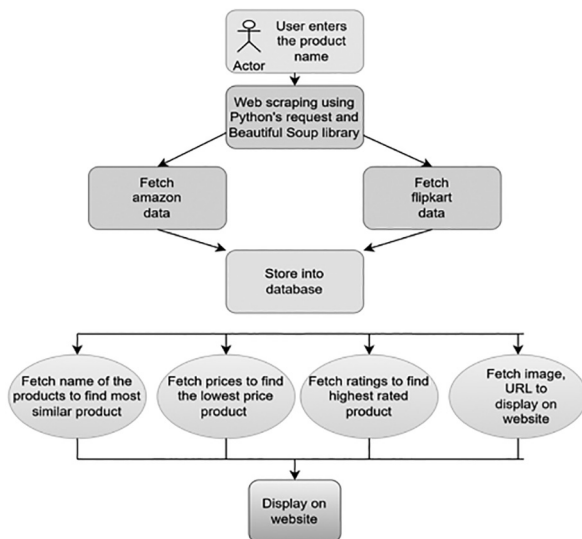 User enters
the product
name
Actor
Web scraping using
Python's request and
Beautiful Soup library
Fetch
amazon
data
Fetch
flipkart
data
Store into
database
Fetch name of the
products to find most
similar product
Fetch prices to find
the lowest price
product
Fetch ratings to find
highest rated
product
Fetch image,
URL to
display on
website
Display on
website